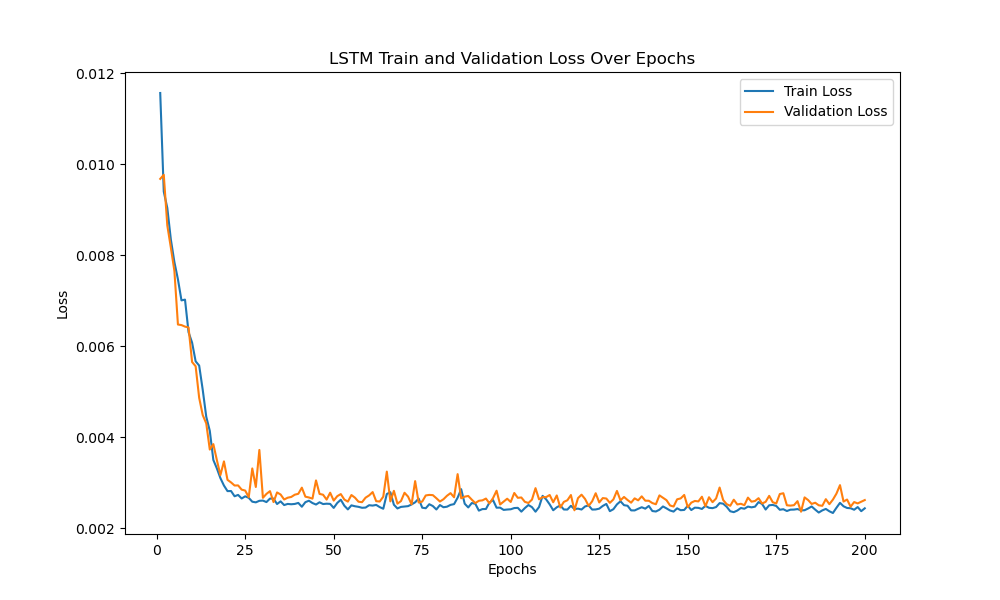 LSTM Train and Validation Loss Over Epochs
Train Loss
Validation Loss
0.012
0.010
0.008
0.006
0.004
0.002
Loss
0 25 50 75 100 125 150 175 200
Epochs